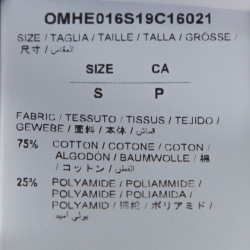 OMHE016S19C16021
SIZE / TAGLIA / TAILLE / TALLA / GRÖSSE /
尺寸 / المقاس /
SIZE CA
S P
FABRIC / TESSUTO / TISSUS / TEJIDO /
GEWEBE / 面料 / 本体 / قماش /
75% COTTON / COTONE / COTON /
ALGODÓN / BAUMWOLLE / 棉
/ コットン / قطن /
25% POLYAMIDE / POLIAMMIDE /
POLYAMIDE / POLIAMIDA /
POLYAMID / 锦纶 / ポリアミド /
بولي أميد